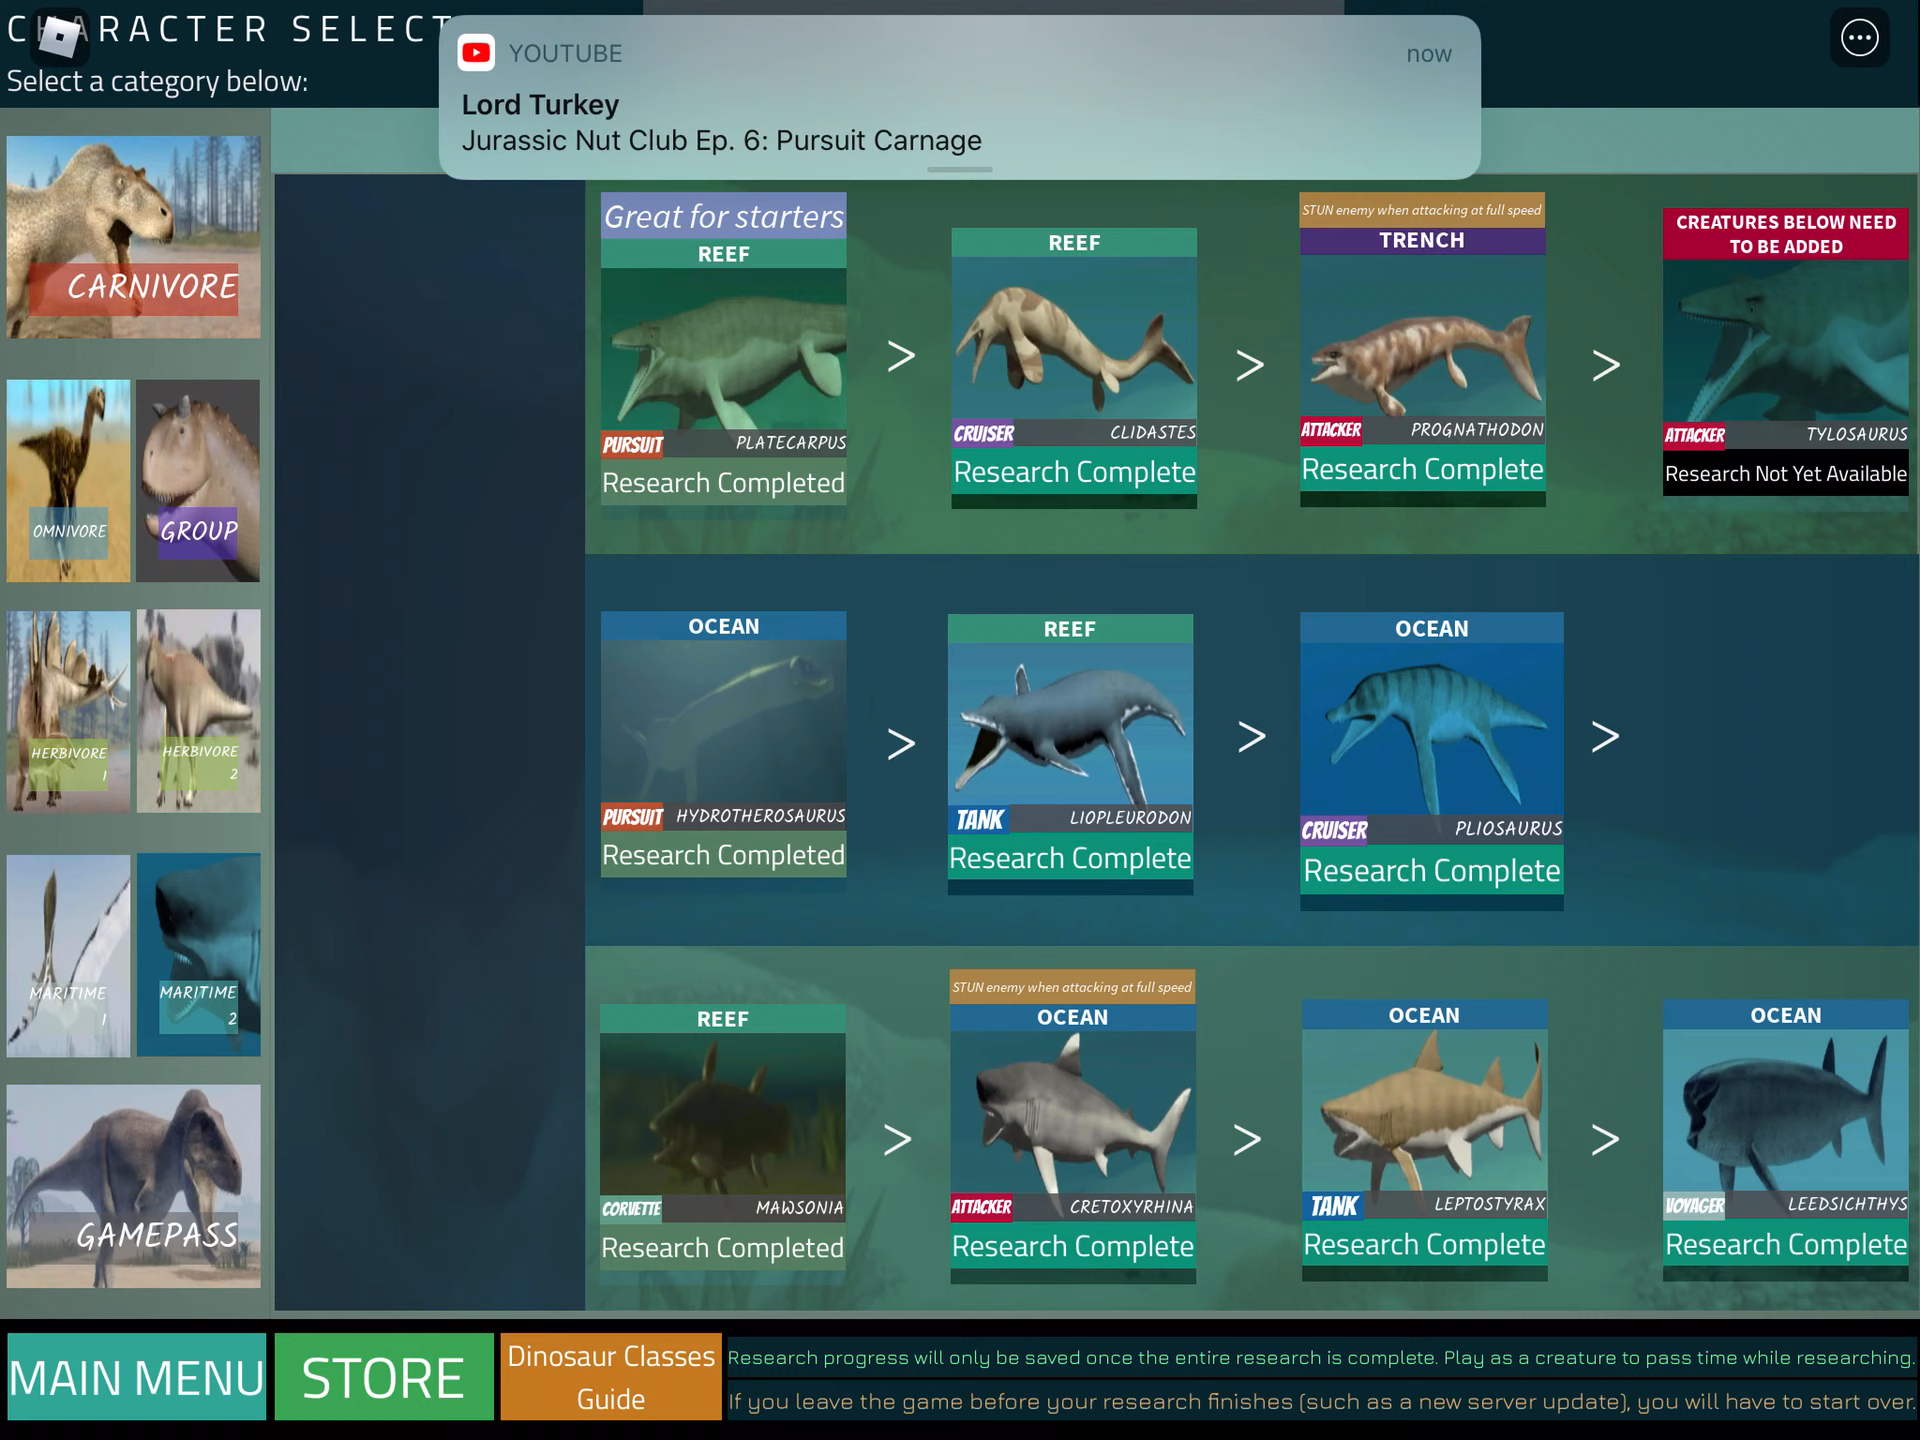 CHARACTER SELECT
Select a category below:
YOUTUBE
now
Lord Turkey
Jurassic Nut Club Ep. 6: Pursuit Carnage
CARNIVORE
OMNIVORE
GROUP
HERBIVORE
1
HERBIVORE
2
MARITIME
1
MARITIME
2
GAMEPASS
Great for starters
REEF
PURSUIT
PLATECARPUS
Research Completed
>
REEF
CRUISER
CLIDASTES
Research Complete
>
STUN enemy when attacking at full speed
TRENCH
ATTACKER
PROGNATHODON
Research Complete
>
CREATURES BELOW NEED
TO BE ADDED
ATTACKER
TYLOSAURUS
Research Not Yet Available
OCEAN
PURSUIT
HYDROTHEROSAURUS
Research Completed
>
REEF
TANK
LIOPLEURODON
Research Complete
>
OCEAN
CRUISER
PLIOSAURUS
Research Complete
>
REEF
CORVETTE
MAWSONIA
Research Completed
>
STUN enemy when attacking at full speed
OCEAN
ATTACKER
CRETOXYRHINA
Research Complete
>
OCEAN
TANK
LEPTOSTYRAX
Research Complete
>
OCEAN
VOYAGER
LEEDSICHTHYS
Research Complete
MAIN MENU
STORE
Dinosaur Classes
Guide
Research progress will only be saved once the entire research is complete. Play as a creature to pass time while researching.
If you leave the game before your research finishes (such as a new server update), you will have to start over.